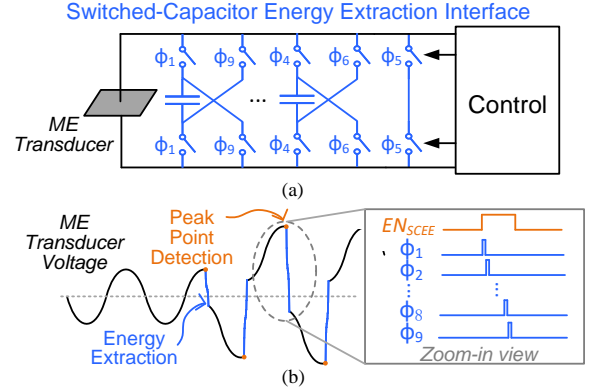 Switched-Capacitor Energy Extraction Interface
ϕ1 ϕ9 ϕ4 ϕ6 ϕ5
...
Control
ME
Transducer
ϕ1 ϕ9 ϕ4 ϕ6 ϕ5
(a)
ME
Transducer
Voltage
Peak
Point
Detection
Energy
Extraction
ENSCEE
ϕ1
ϕ2
ϕ8
ϕ9
Zoom-in view
(b)